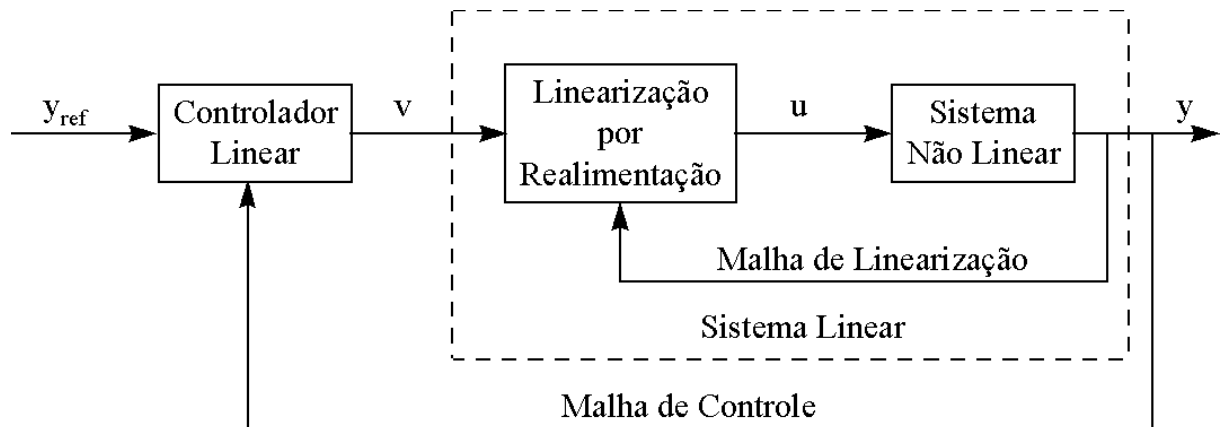 y_ref
Controlador
Linear
v
Linearização
por
Realimentação
u
Sistema
Não Linear
y
Malha de Linearização
Sistema Linear
Malha de Controle